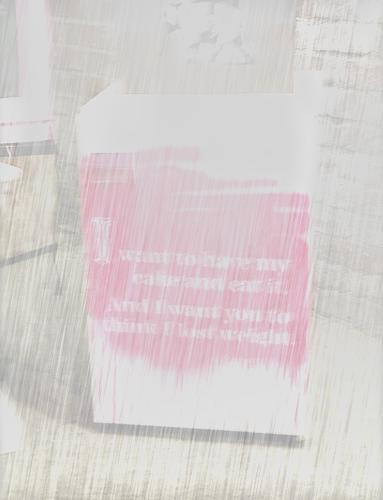 I want to have my
cake and eat it.
And I want you to
think I lost weight.